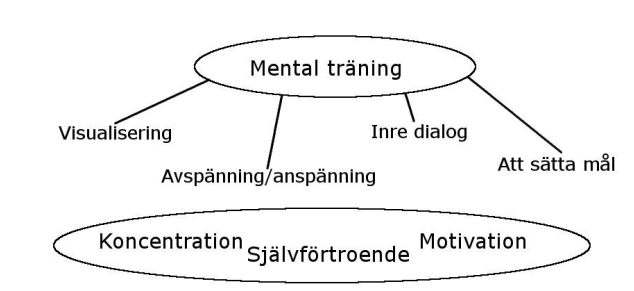 Mental träning
Visualisering
Avspänning/anspänning
Inre dialog
Att sätta mål
Koncentration
Självförtroende
Motivation